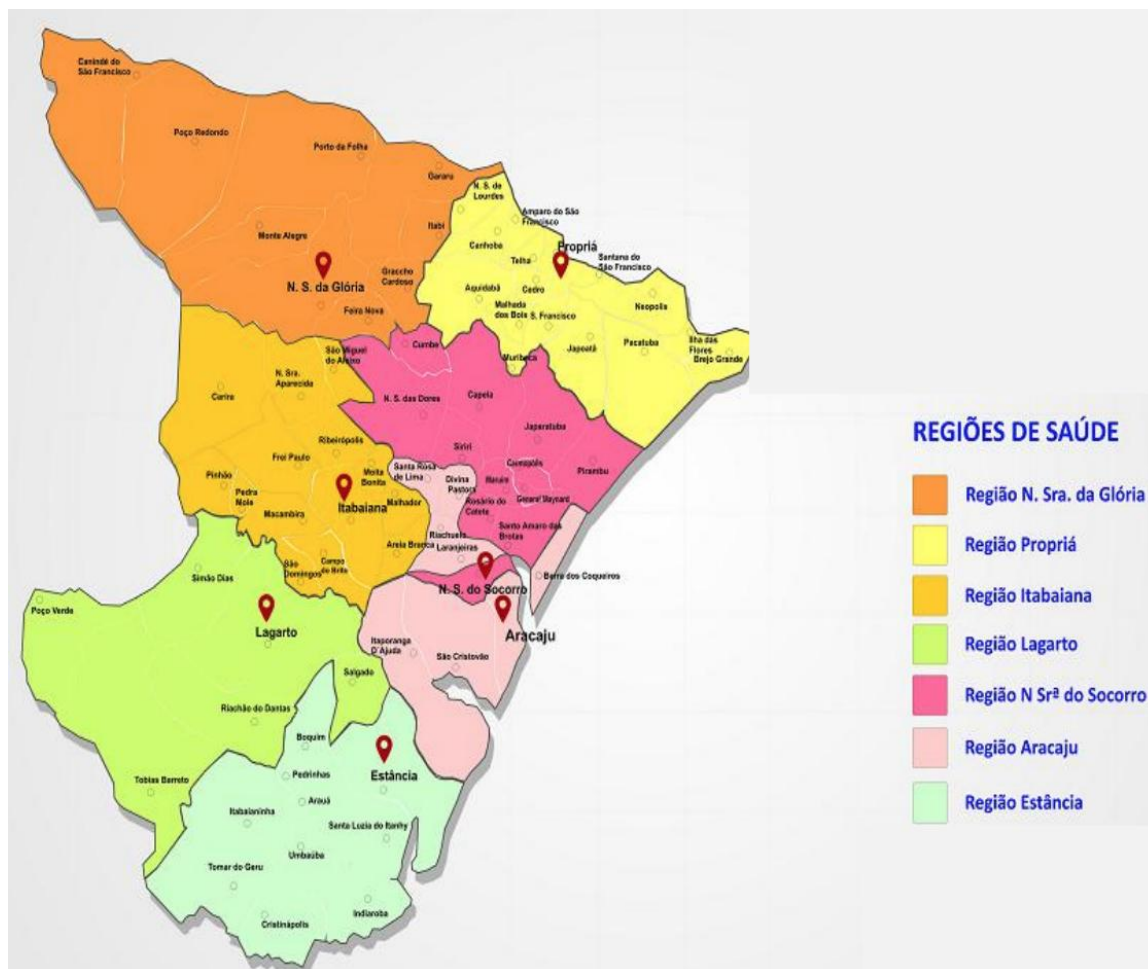 Canindé do
São Francisco
Poço Redondo
Porto da Folha
Gararu
N. S. de
Lourdes
Amparo do São
Francisco
Itabi
Monte Alegre
Canhoba
Propriá
Telha
Santana do
São Francisco
Graccho
Cardoso
N. S. da Glória
Cedro
Aquidabã
Neopolis
Malhada
dos Bois
Feira Nova
S. Francisco
Cumbe
São Miguel
do Aleixo
Japoatã
Pacatuba
Ilha das
Flores
Brejo Grande
Muribeca
N. Sra.
Aparecida
Carira
N. S. das Dores
Capela
REGIÕES DE SAÚDE
Japaratuba
Ribeirópolis
Siriri
Frei Paulo
Santa Rosa
de Lima
Carmópolis
Pirambu
Moita
Bonita
Pinhão
Divina
Pastora
Maruim
Região N. Sra. da Glória
Pedra
Mole
Malhador
Rosário do
Catete
General Maynard
Macambira
Itabaiana
Santo Amaro das
Brotas
Riachuelo
Areia Branca
Laranjeiras
Região Propriá
São
Domingos
Campo
do Brito
Simão Dias
Barra dos Coqueiros
N. S. do Socorro
Região Itabaiana
Poço Verde
Lagarto
Aracaju
Itaporanga
D´Ajuda
Região Lagarto
São Cristovão
Salgado
Região N Srª do Socorro
Riachão do Dantas
Boquim
Região Aracaju
Estância
Pedrinhas
Tobias Barreto
Arauá
Região Estância
Itabaianinha
Santa Luzia do Itanhy
Umbaúba
Tomar do Geru
Indiaroba
Cristinápolis